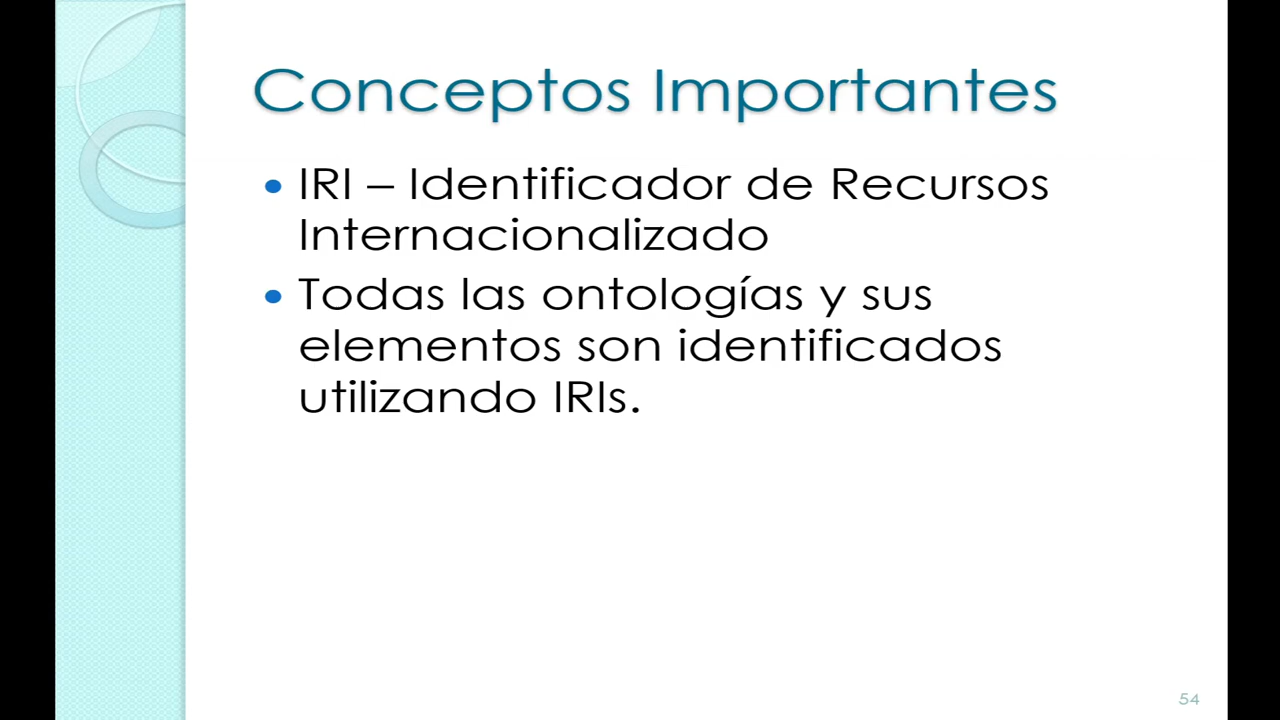 Conceptos Importantes
• IRI – Identificador de Recursos
Internacionalizado
• Todas las ontologías y sus
elementos son identificados
utilizando IRIs.
54